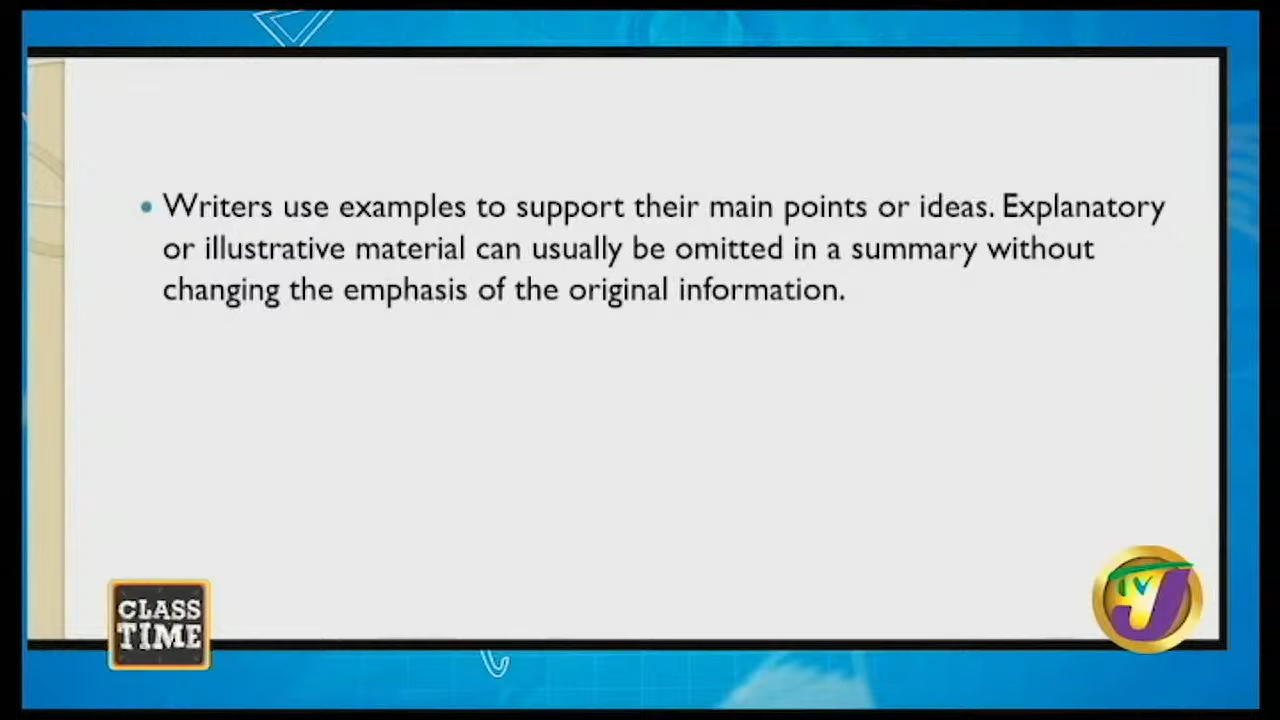 • Writers use examples to support their main points or ideas. Explanatory
or illustrative material can usually be omitted in a summary without
changing the emphasis of the original information.
CLASS
TIME
TVJ